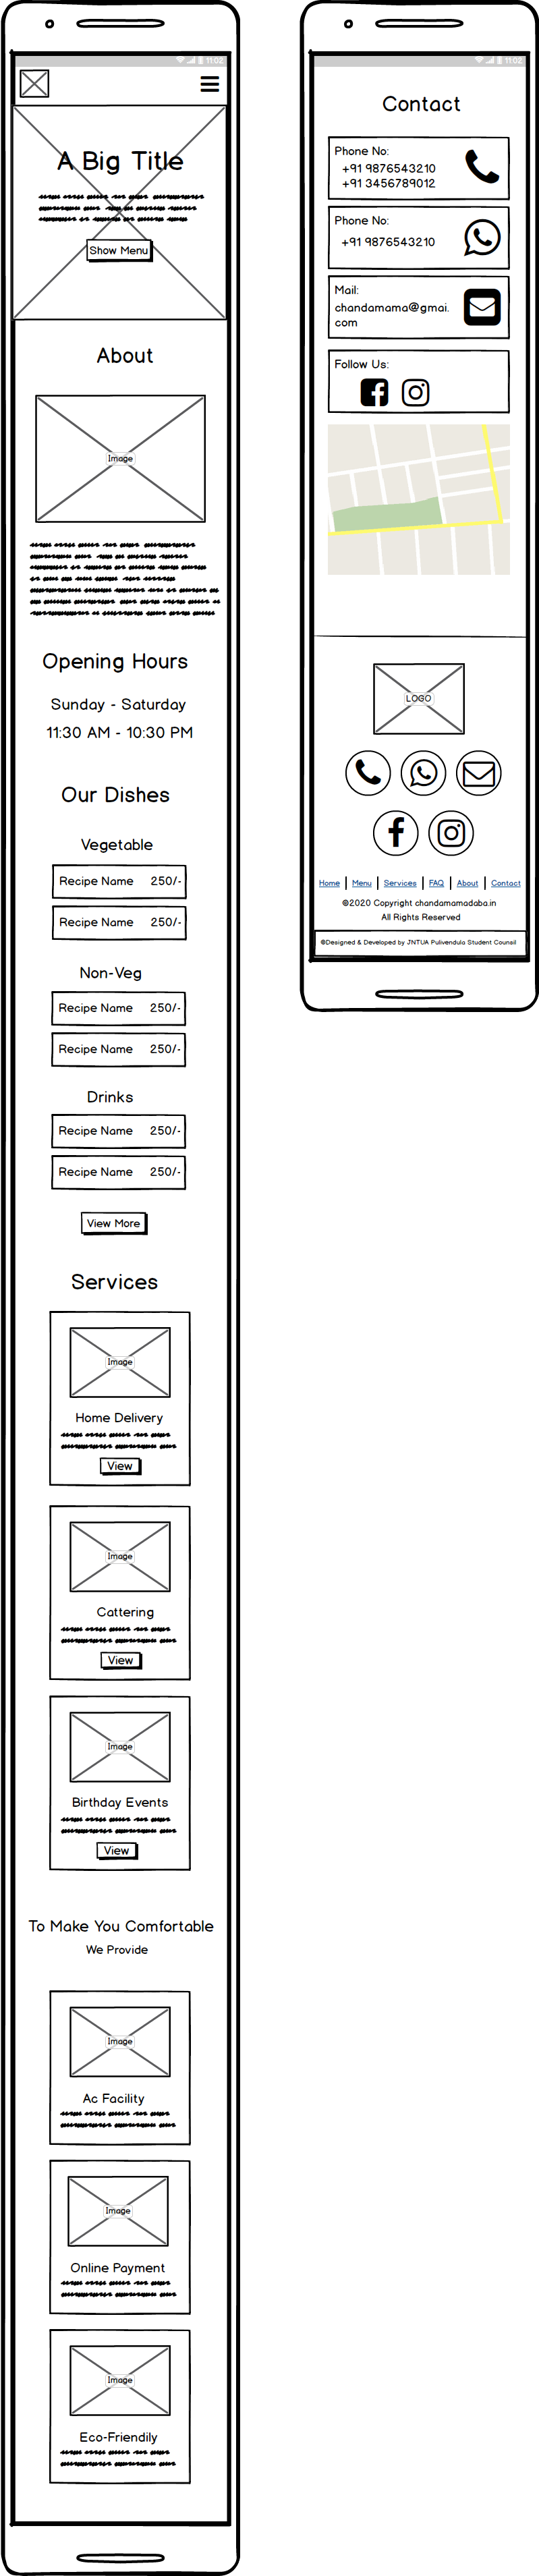 11:02
A Big Title
Show Menu
About
Image
Opening Hours
Sunday - Saturday
11:30 AM - 10:30 PM
Our Dishes
Vegetable
Recipe Name 250/-
Recipe Name 250/-
Non-Veg
Recipe Name 250/-
Recipe Name 250/-
Drinks
Recipe Name 250/-
Recipe Name 250/-
View More
Services
Image
Home Delivery
View
Image
Cattering
View
Image
Birthday Events
View
To Make You Comfortable
We Provide
Image
Ac Facility
Image
Online Payment
Image
Eco-Friendily
11:02
Contact
Phone No:
+91 9876543210
+91 3456789012
Phone No:
+91 9876543210
Mail:
chandamama@gmai.
com
Follow Us:
LOGO
Home | Menu | Services | FAQ | About | Contact
©2020 Copyright chandamamadaba.in
All Rights Reserved
©Designed & Developed by JNTUA Pulivendula Student Counsil